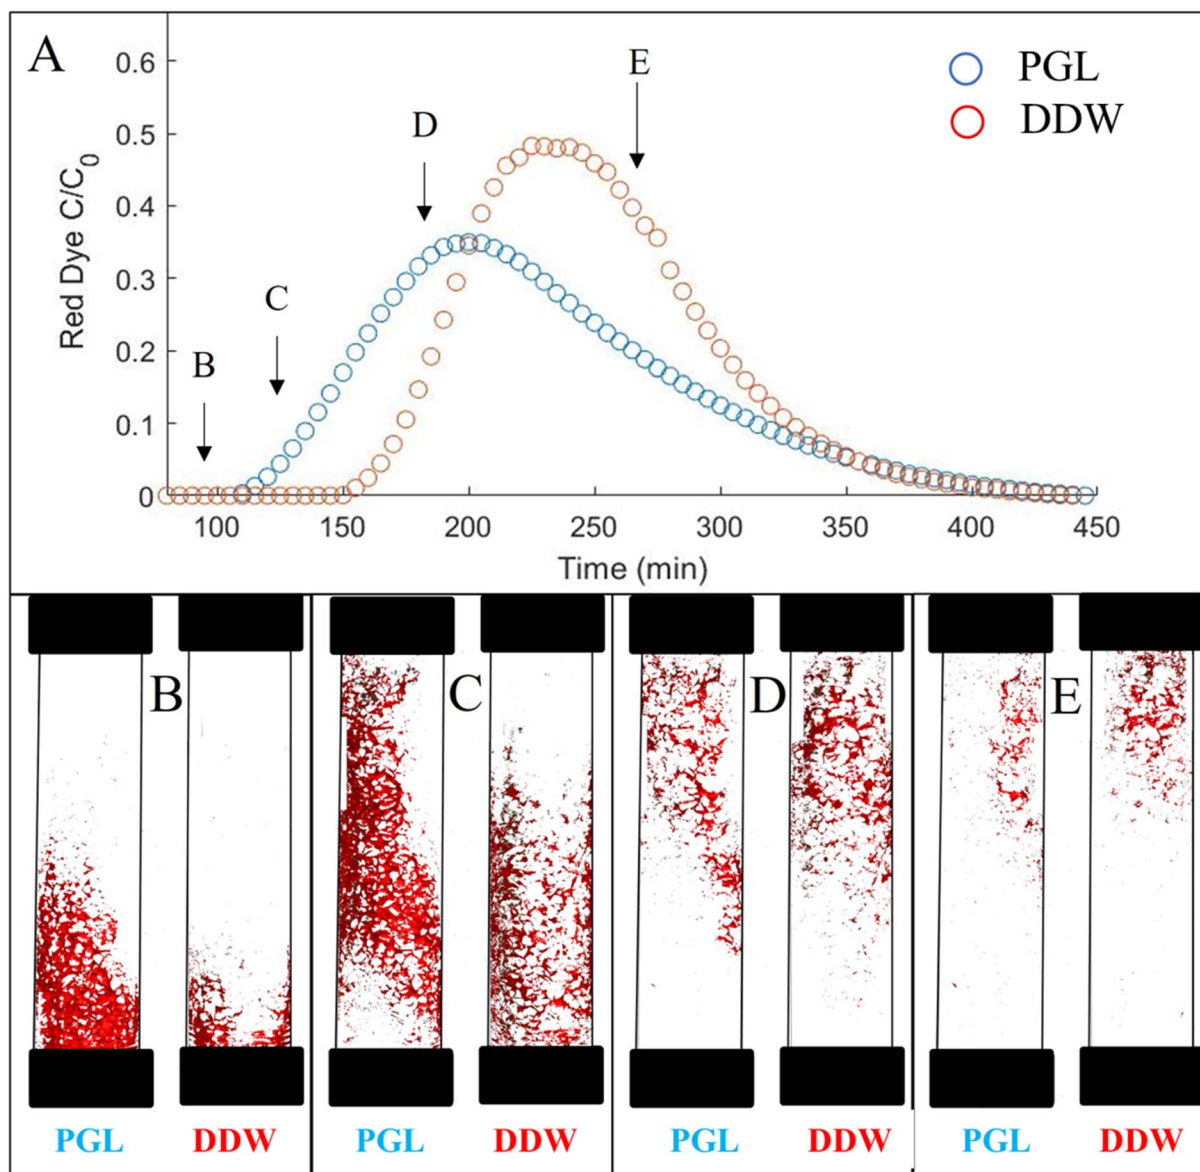 A
PGL
DDW
B
C
D
E
Red Dye C/C0
0.6
0.5
0.4
0.3
0.2
0.1
0
100 150 200 250 300 350 400 450
Time (min)
B C D E
PGL DDW PGL DDW PGL DDW PGL DDW